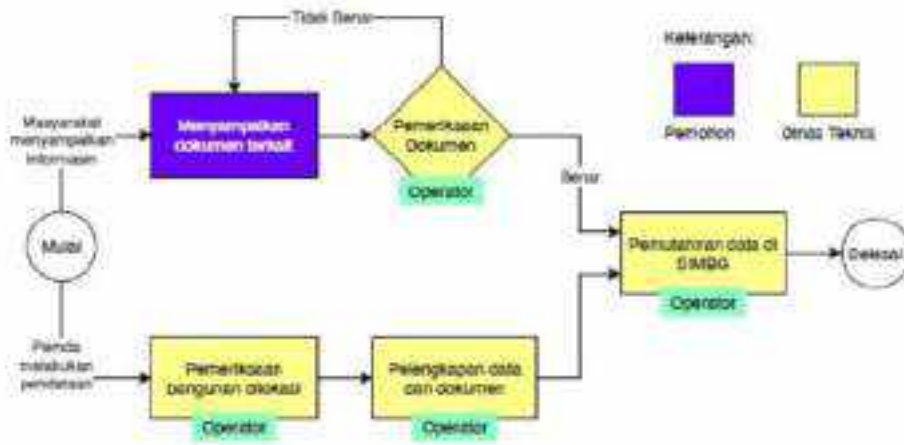 Tidak Benar
Keterangan:
Pemohon
Dinas Teknis
Masyarakat
menyampaikan
informasin
Menyampaikan
dokumen terkait
Pemeriksaan
Dokumen
Operator
Benar
Mulai
Pemutahiran data di
SIMBG
Operator
Selesai
Pemda
melakukan
pendataan
Pemeriksaan
bangunan dilokasi
Operator
Pelengkapan data
dan dokumen
Operator